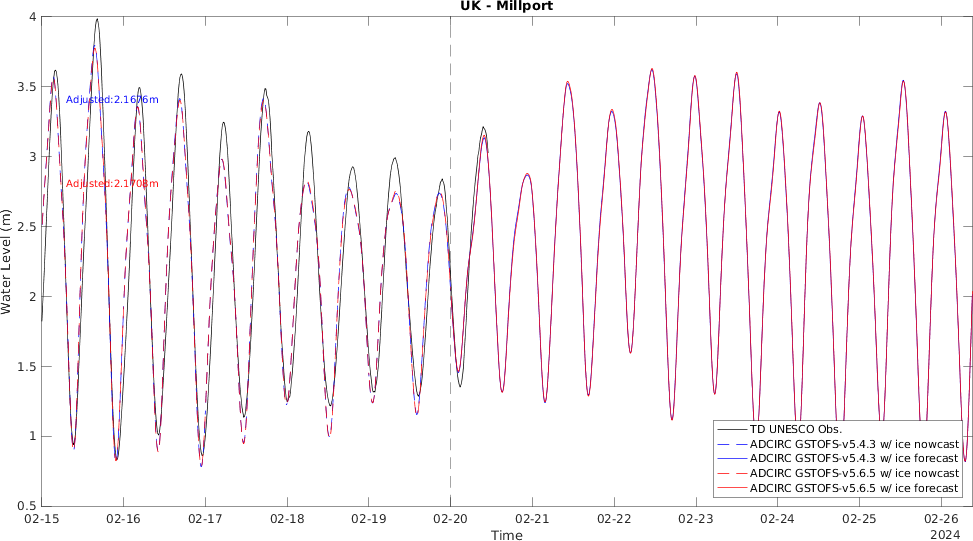 UK - Millport
4
3.5
3
2.5
2
1.5
1
0.5
Water Level (m)
Adjusted:2.1676m
Adjusted:2.1708m
TD UNESCO Obs.
ADCIRC GSTOFS-v5.4.3 w/ ice nowcast
ADCIRC GSTOFS-v5.4.3 w/ ice forecast
ADCIRC GSTOFS-v5.6.5 w/ ice nowcast
ADCIRC GSTOFS-v5.6.5 w/ ice forecast
02-15 02-16 02-17 02-18 02-19 02-20 02-21 02-22 02-23 02-24 02-25 02-26
2024
Time